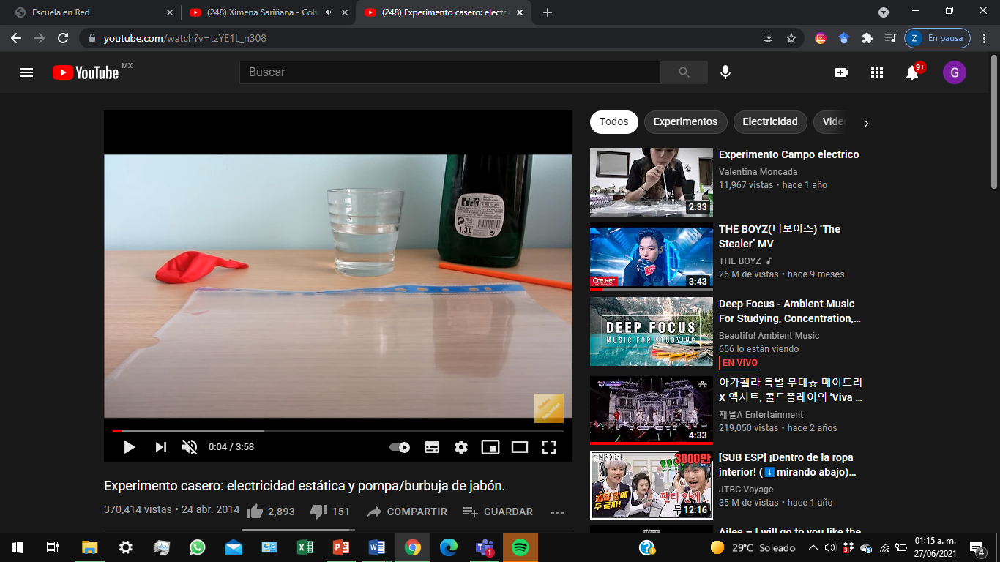 Escuela en Red
(248) Ximena Sariñana - Cob
(248) Experimento casero: electric
youtube.com/watch?v=tzYE1L_n308
Z
En pausa
YouTube MX
Buscar
9+
G
1,3L
0:04 / 3:58
Experimento casero: electricidad estática y pompa/burbuja de jabón.
370,414 vistas • 24 abr. 2014
2,893
151
COMPARTIR
GUARDAR
Todos
Experimentos
Electricidad
Vide
Experimento Campo electrico
Valentina Moncada
11,967 vistas • hace 1 año
2:33
THE BOYZ(더보이즈) ‘The
Stealer’ MV
THE BOYZ
26 M de vistas • hace 9 meses
Cre.ker
3:43
Deep Focus - Ambient Music
For Studying, Concentration,...
Beautiful Ambient Music
656 lo están viendo
EN VIVO
DEEP FOCUS
MUSIC FOR STUDYING
아카펠라 특별 무대☆ 메이트리
X 엑시트, 콜드플레이의 'Viva ...
채널A Entertainment
219,050 vistas • hace 2 años
4:33
[SUB ESP] ¡Dentro de la ropa
interior! (⬇️mirando abajo)...
JTBC Voyage
35 M de vistas • hace 1 año
골라봐야지
3000만
12:16
Ailee – I will go to you like the
1
29°C Soleado
01:15 a. m.
27/06/2021
4